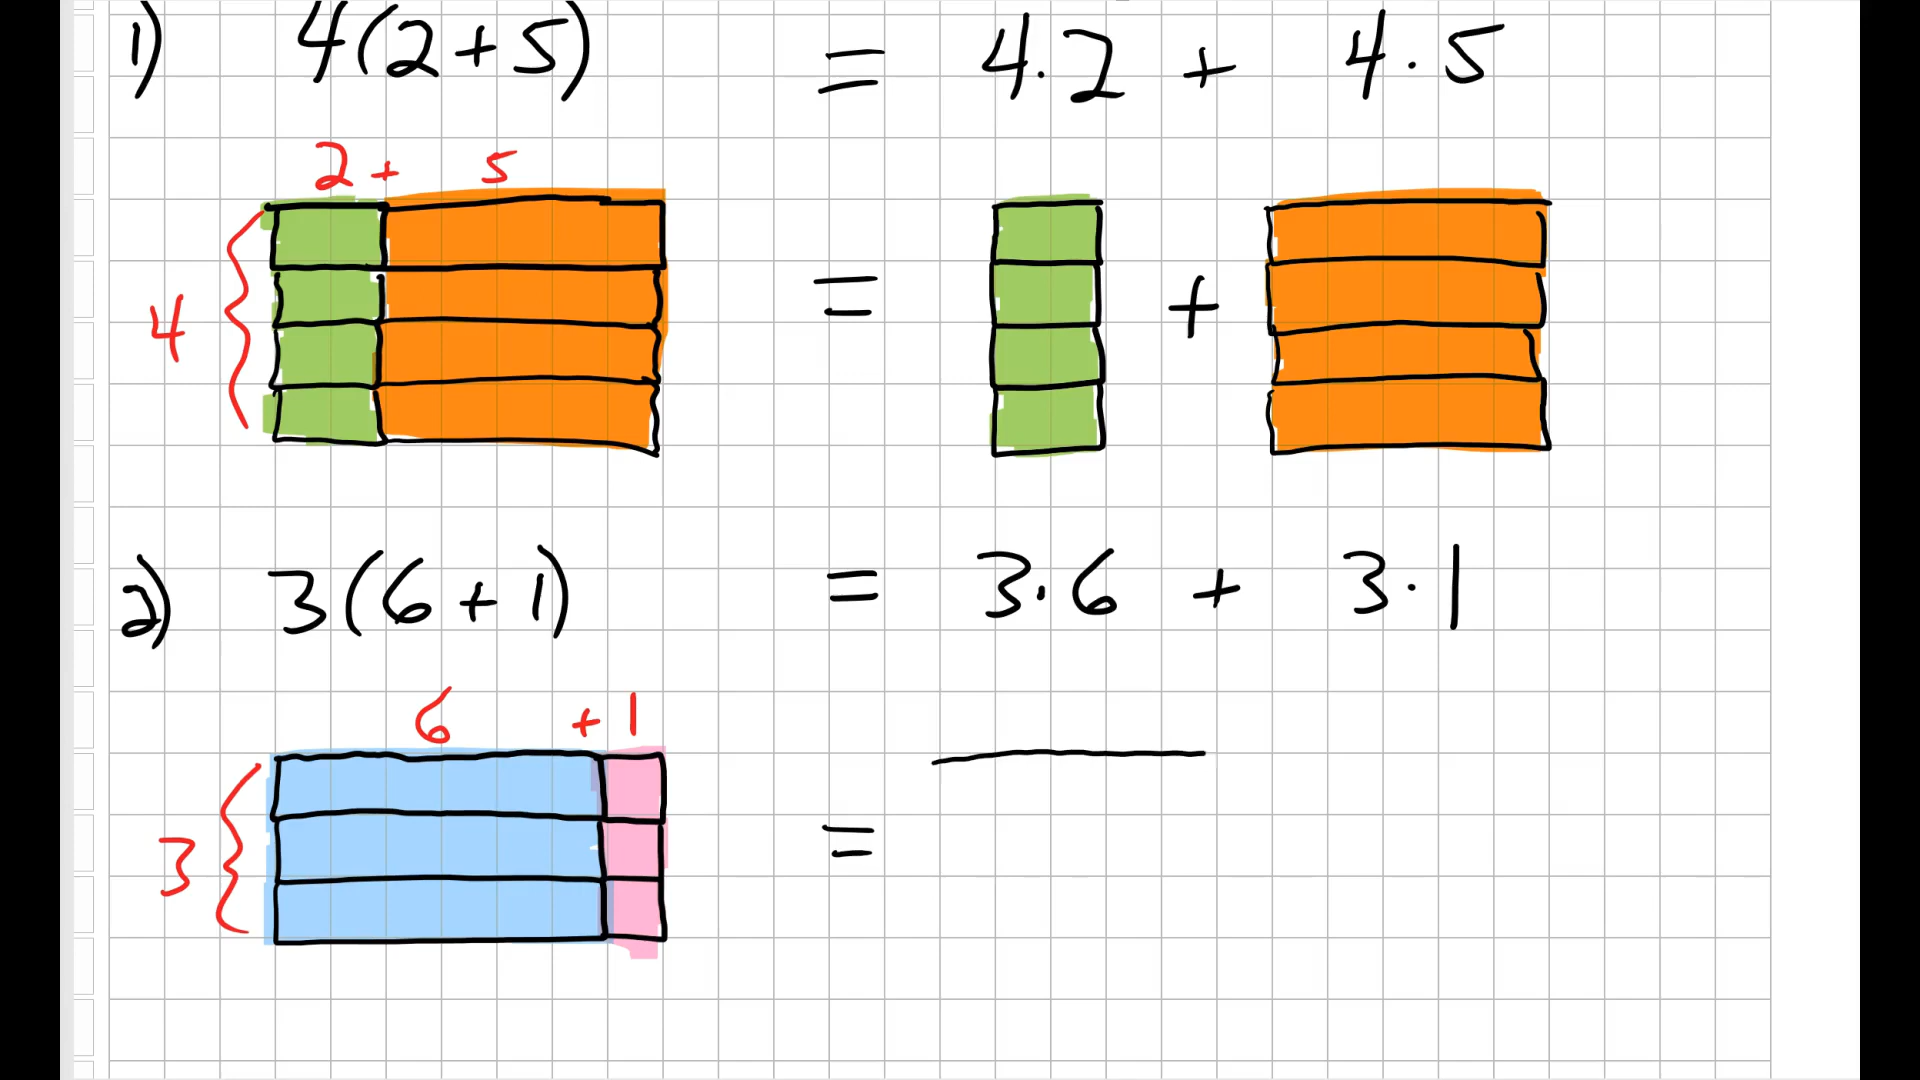 1) 4(2+5) = 4·2 + 4·5
2 + 5
4 = +
2) 3(6+1) = 3·6 + 3·1
6 + 1
3 =